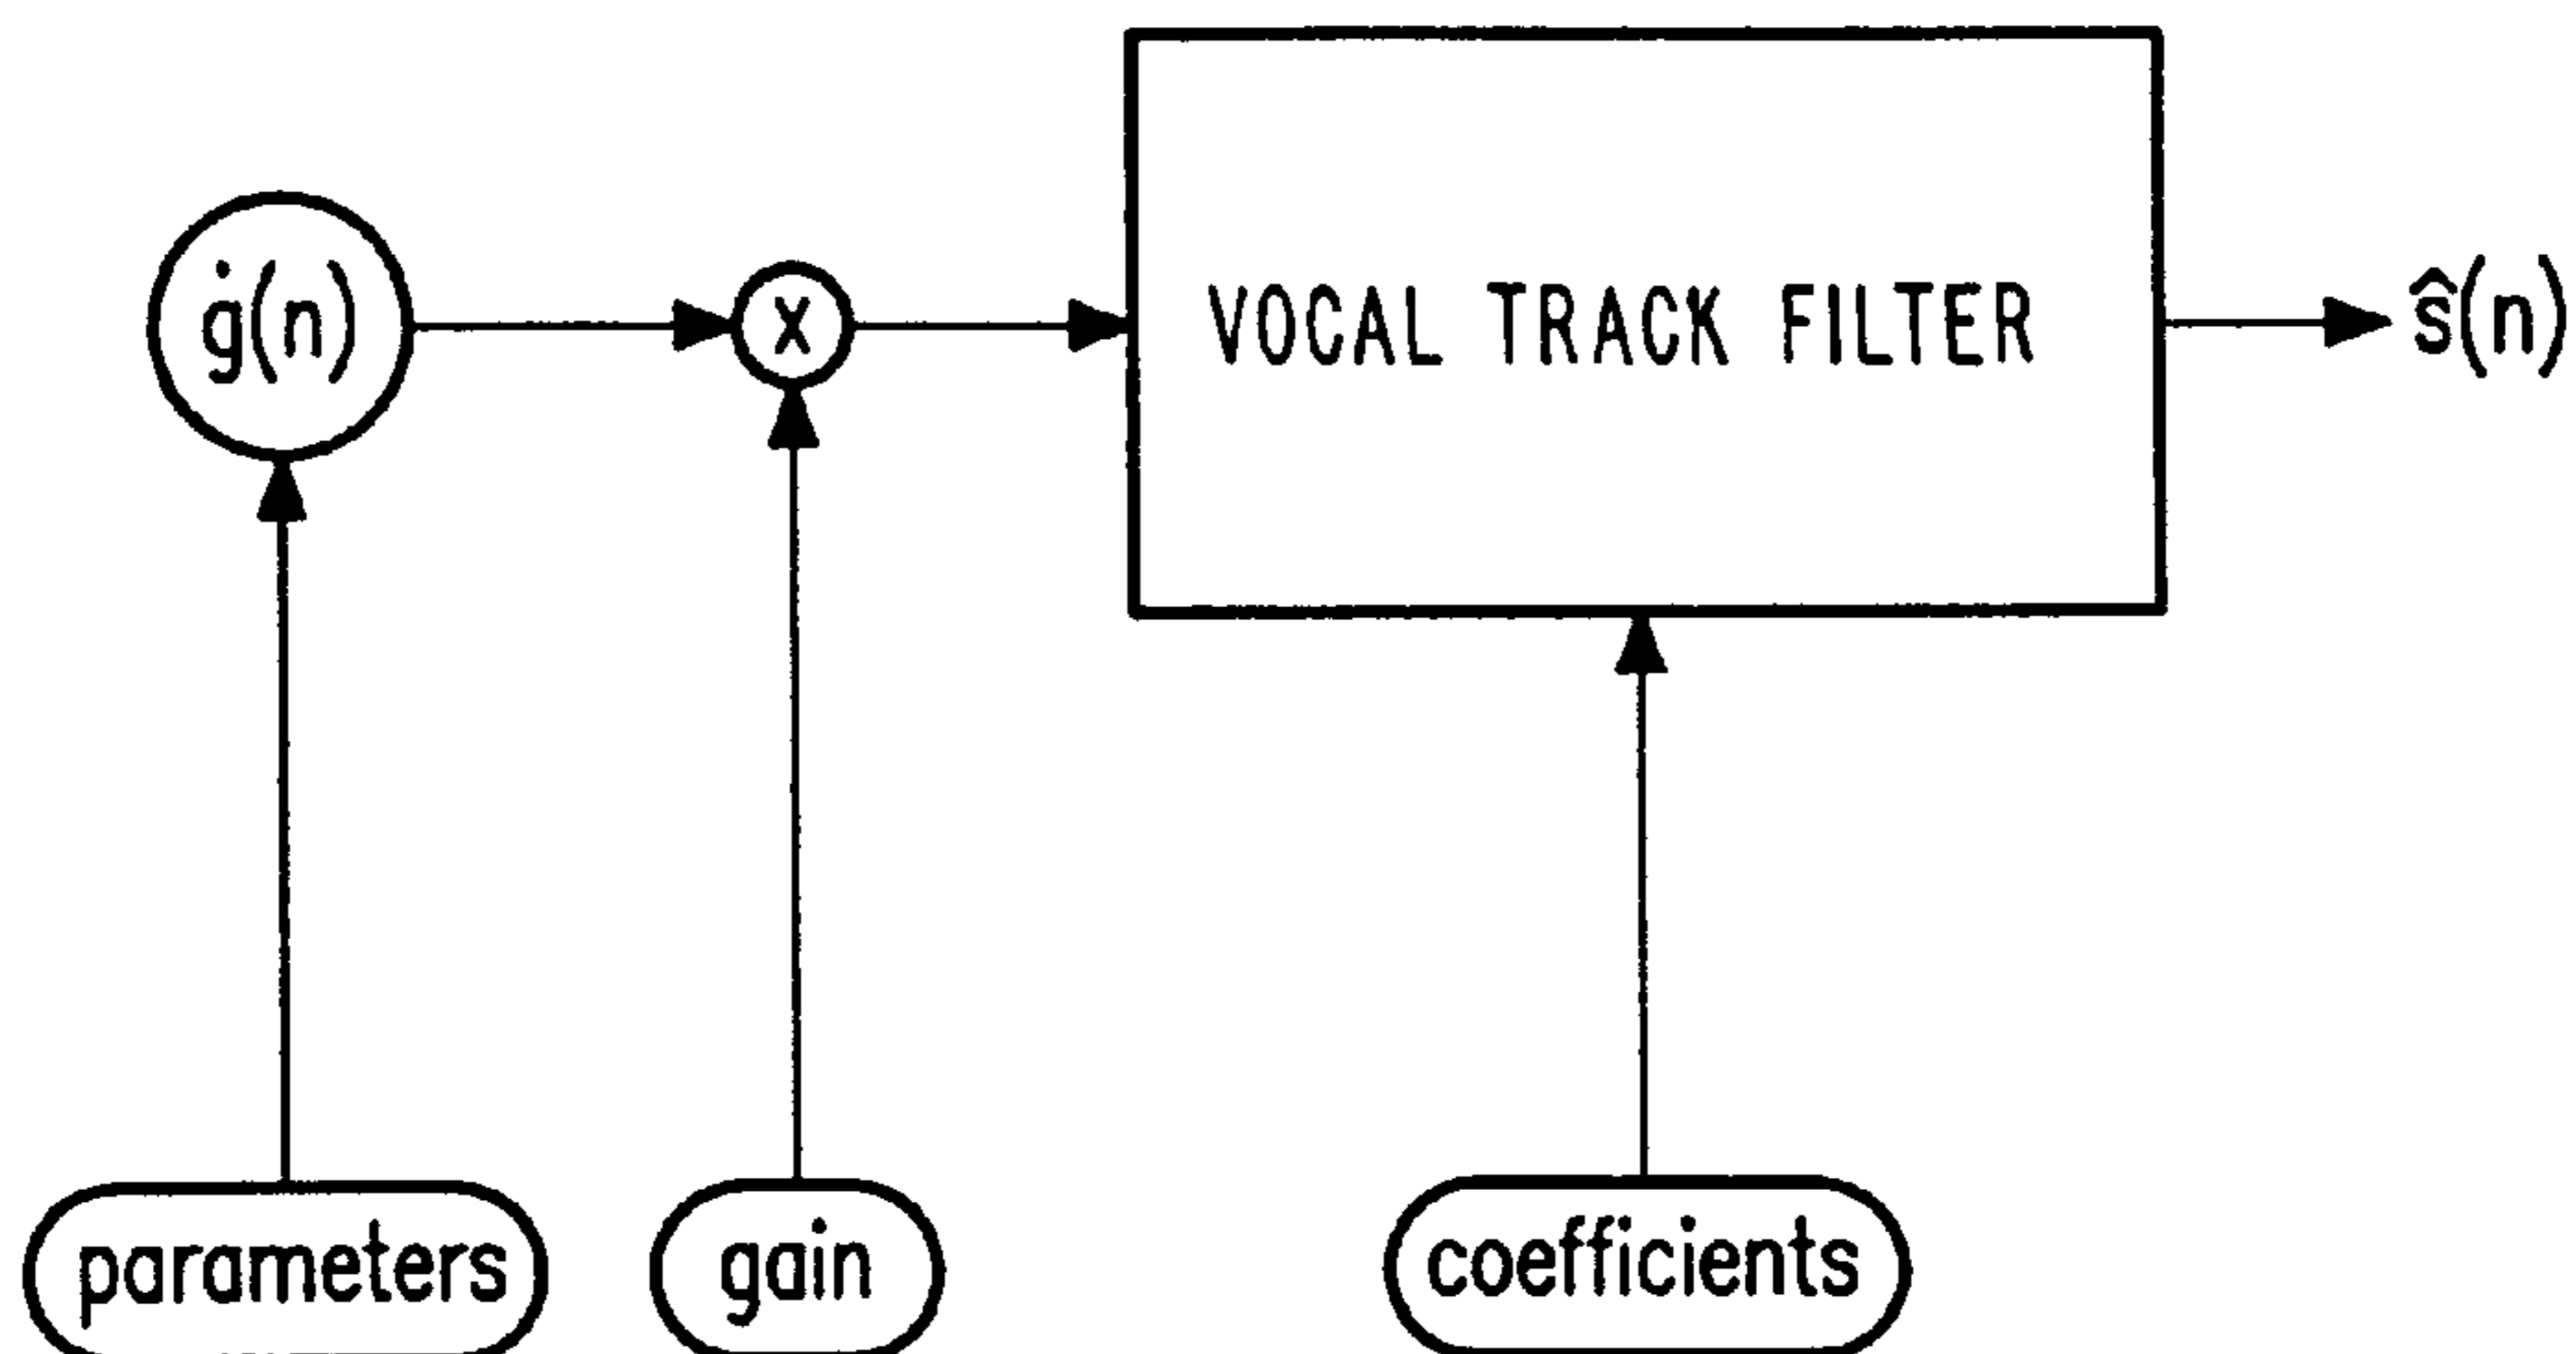 ġ(n)
X
VOCAL TRACK FILTER
ŝ(n)
parameters
gain
coefficients